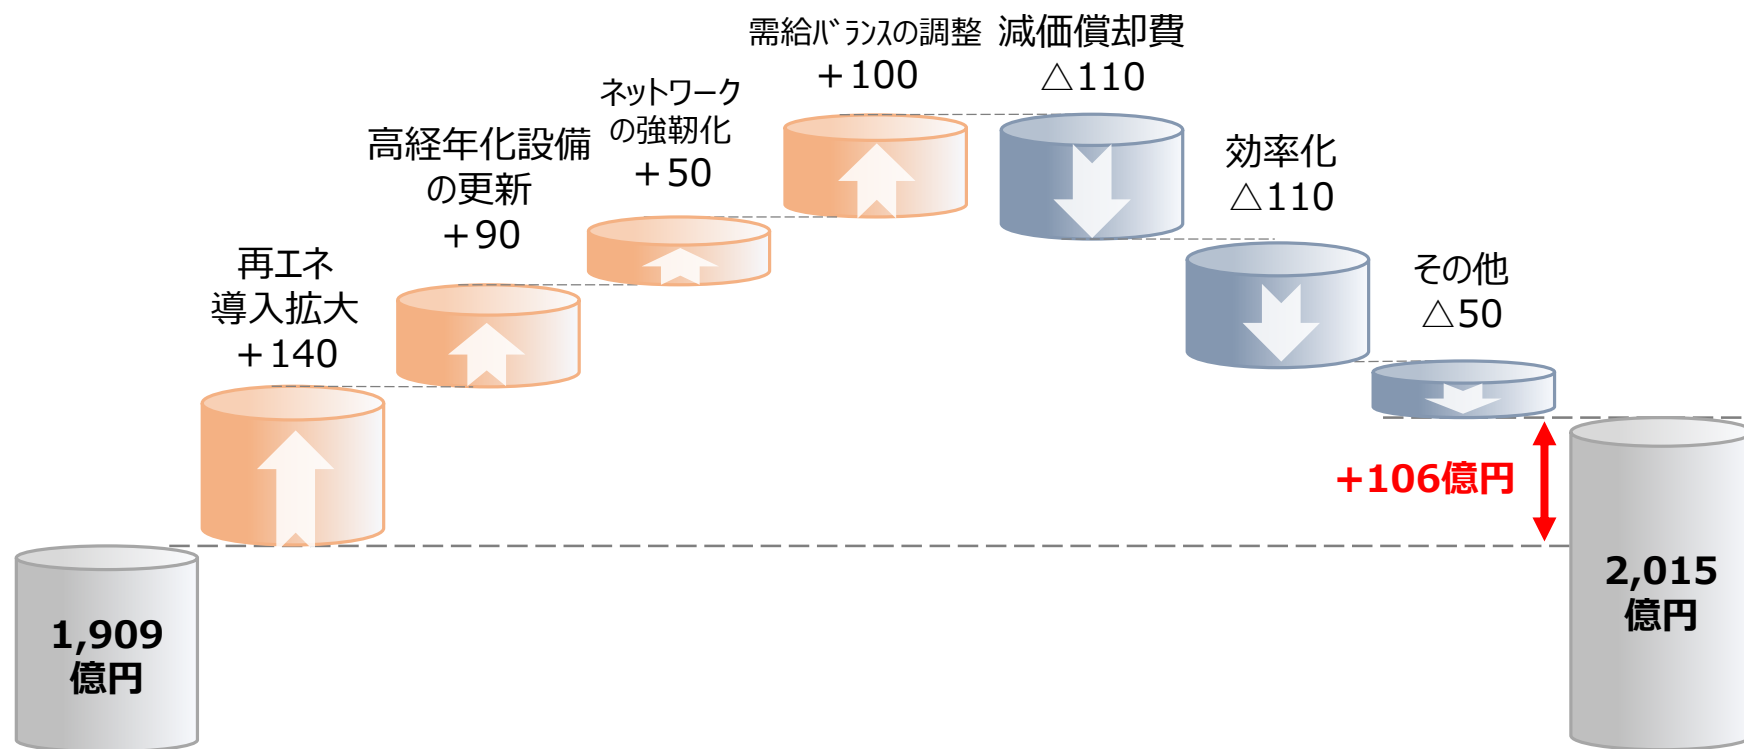 需給バランスの調整
+100
減価償却費
△110
ネットワーク
の強靭化
+50
高経年化設備
の更新
+90
効率化
△110
再エネ
導入拡大
+140
その他
△50
+106億円
1,909
億円
2,015
億円